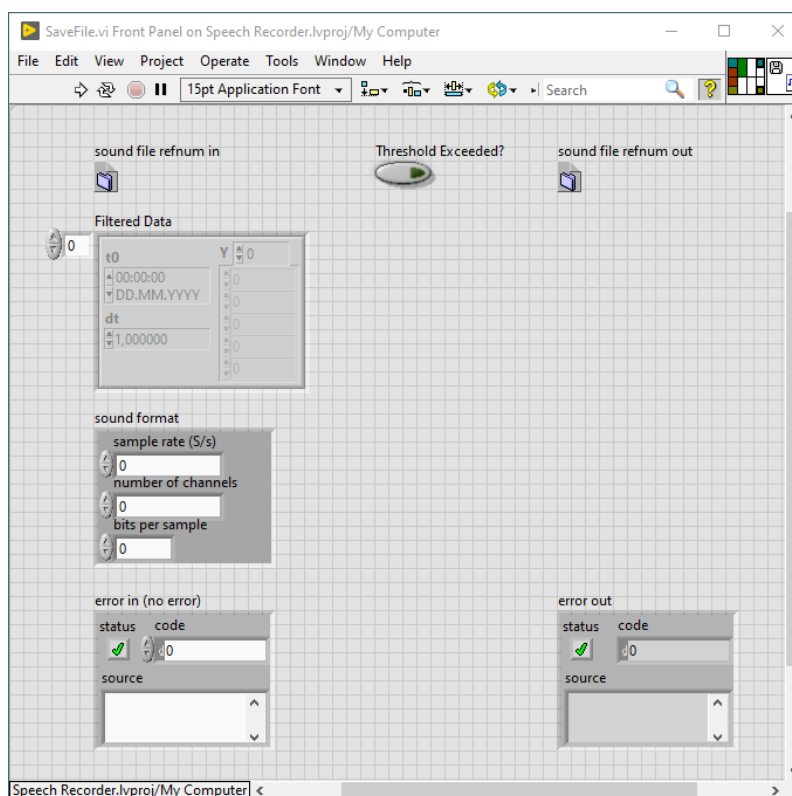 SaveFile.vi Front Panel on Speech Recorder.lvproj/My Computer
File Edit View Project Operate Tools Window Help
15pt Application Font Search
sound file refnum in Threshold Exceeded? sound file refnum out
Filtered Data
0
t0 Y 0
00:00:00 0
DD.MM.YYYY 0
dt 0
1,000000 0
0
sound format
sample rate (S/s)
0
number of channels
0
bits per sample
0
error in (no error) error out
status code status code
d0 d0
source source
Speech Recorder.lvproj/My Computer